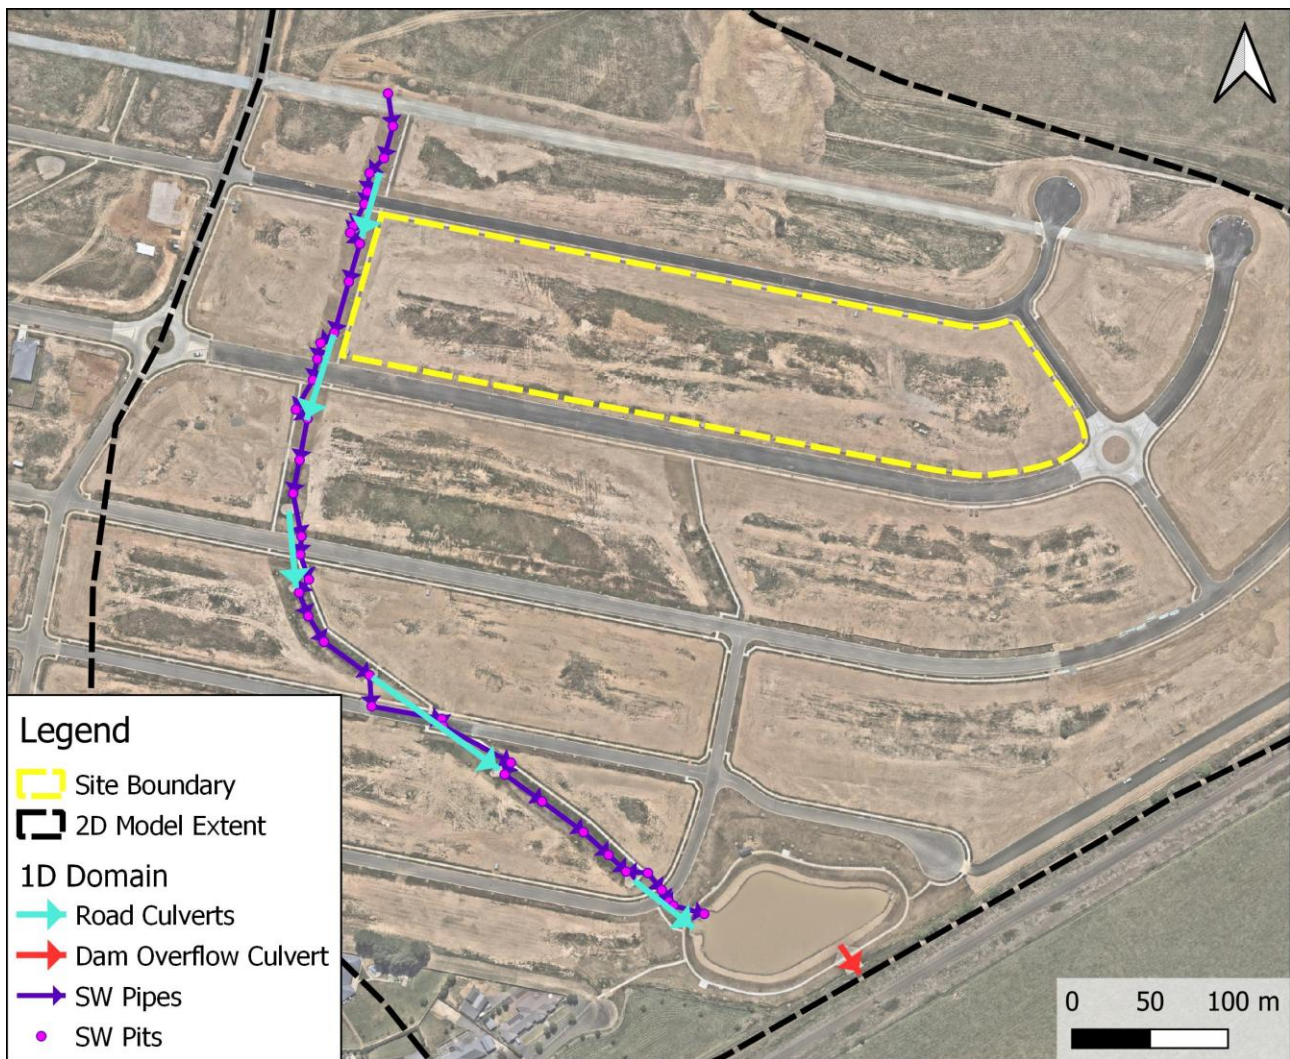 Legend
Site Boundary
2D Model Extent
1D Domain
Road Culverts
Dam Overflow Culvert
SW Pipes
SW Pits
0 50 100 m